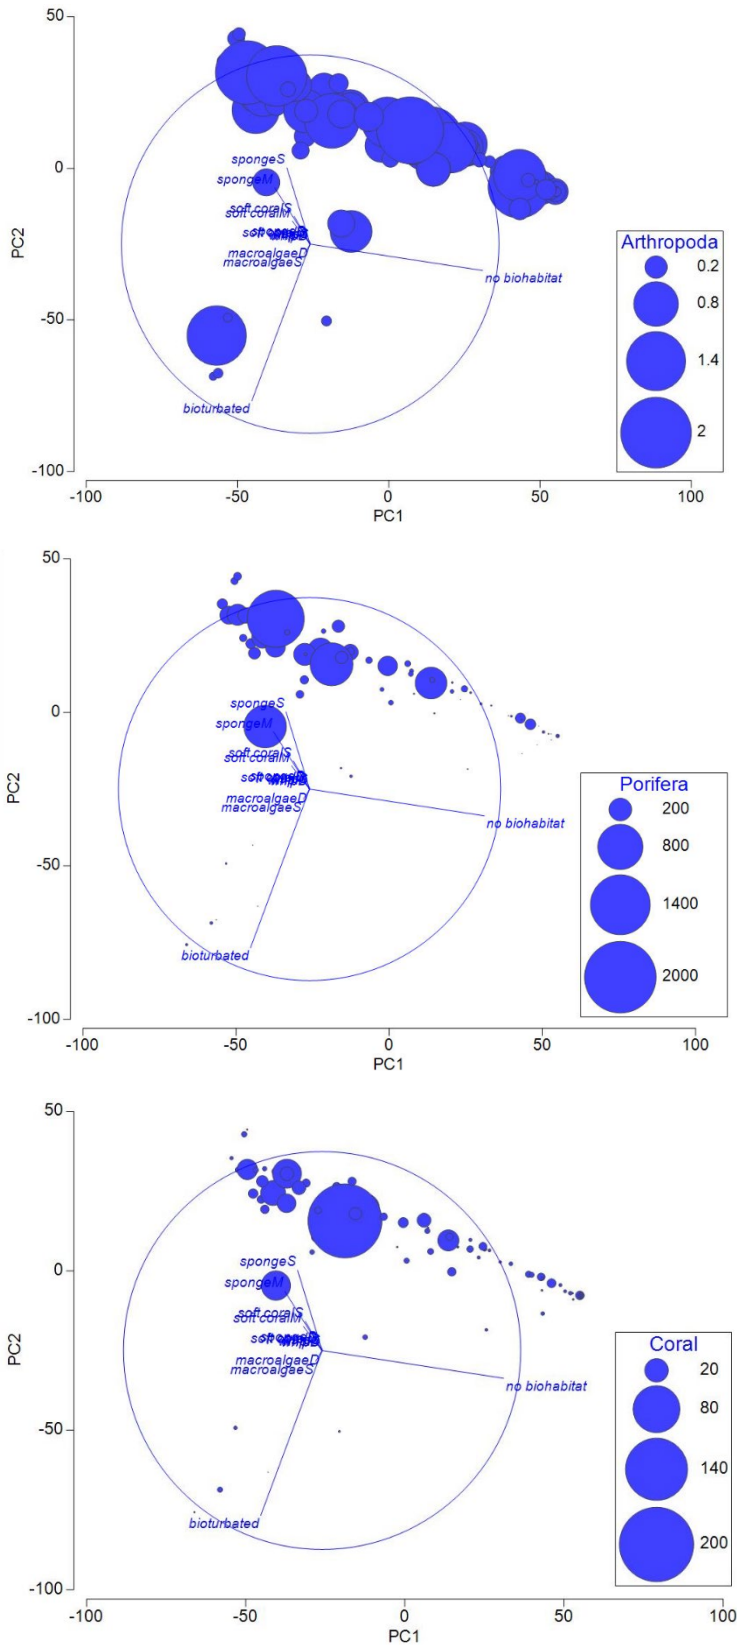 50
0
-50
-100
PC2
-100
-50
0
50
100
PC1
spongeS
spongeM
soft coralS
soft coralM
macroalgaeD
macroalgaeS
no biohabitat
bioturbated
Arthropoda
0.2
0.8
1.4
2
50
0
-50
-100
PC2
-100
-50
0
50
100
PC1
spongeS
spongeM
soft coralS
soft coralM
macroalgaeD
macroalgaeS
no biohabitat
bioturbated
Porifera
200
800
1400
2000
50
0
-50
-100
PC2
-100
-50
0
50
100
PC1
spongeS
spongeM
soft coralS
soft coralM
macroalgaeD
macroalgaeS
no biohabitat
bioturbated
Coral
20
80
140
200